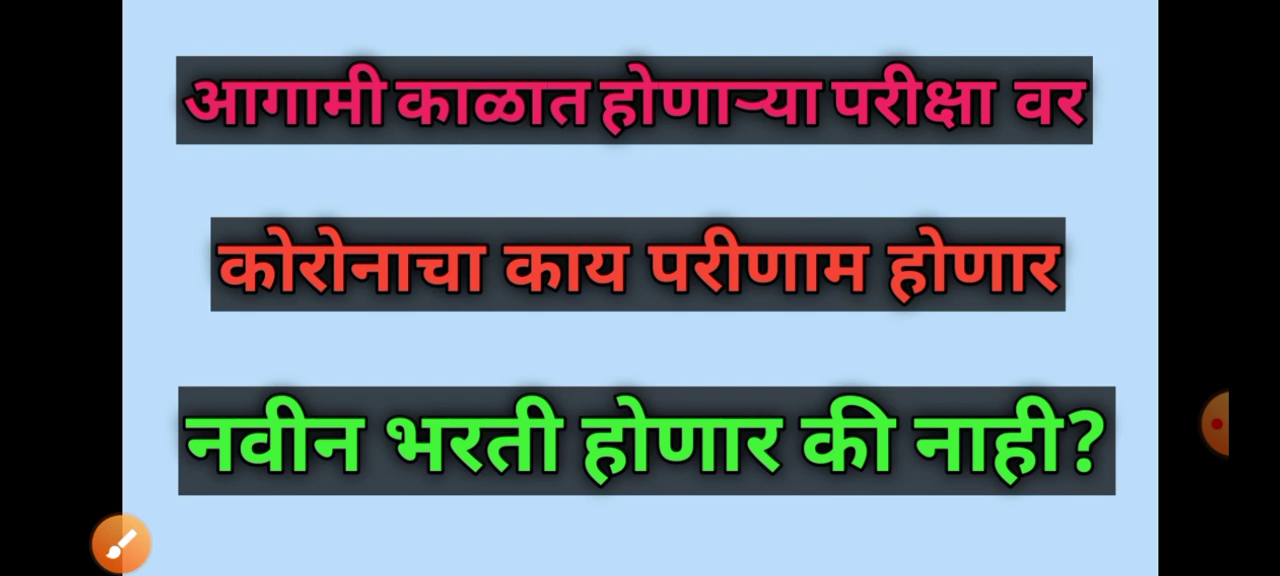 आगामी काळात होणाऱ्या परीक्षा वर
कोरोनाचा काय परीणाम होणार
नवीन भरती होणार की नाही?